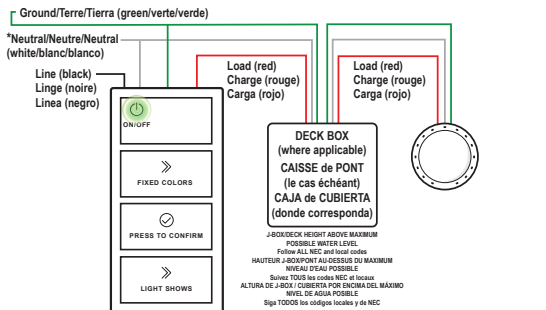 Ground/Terre/Tierra (green/verte/verde)
*Neutral/Neutre/Neutral
(white/blanc/blanco)
Line (black)
Linge (noire)
Linea (negro)
Load (red)
Charge (rouge)
Carga (rojo)
Load (red)
Charge (rouge)
Carga (rojo)
ON/OFF
FIXED COLORS
PRESS TO CONFIRM
LIGHT SHOWS
DECK BOX
(where applicable)
CAISSE de PONT
(le cas échéant)
CAJA de CUBIERTA
(donde corresponda)
J-BOX/DECK HEIGHT ABOVE MAXIMUM
POSSIBLE WATER LEVEL
Follow ALL NEC and local codes
HAUTEUR J-BOX/PONT AU-DESSUS DU MAXIMUM
NIVEAU D'EAU POSSIBLE
Suivez TOUS les codes NEC et locaux
ALTURA DE J-BOX / CUBIERTA POR ENCIMA DEL MÁXIMO
NIVEL DE AGUA POSIBLE
Siga TODOS los códigos locales y de NEC